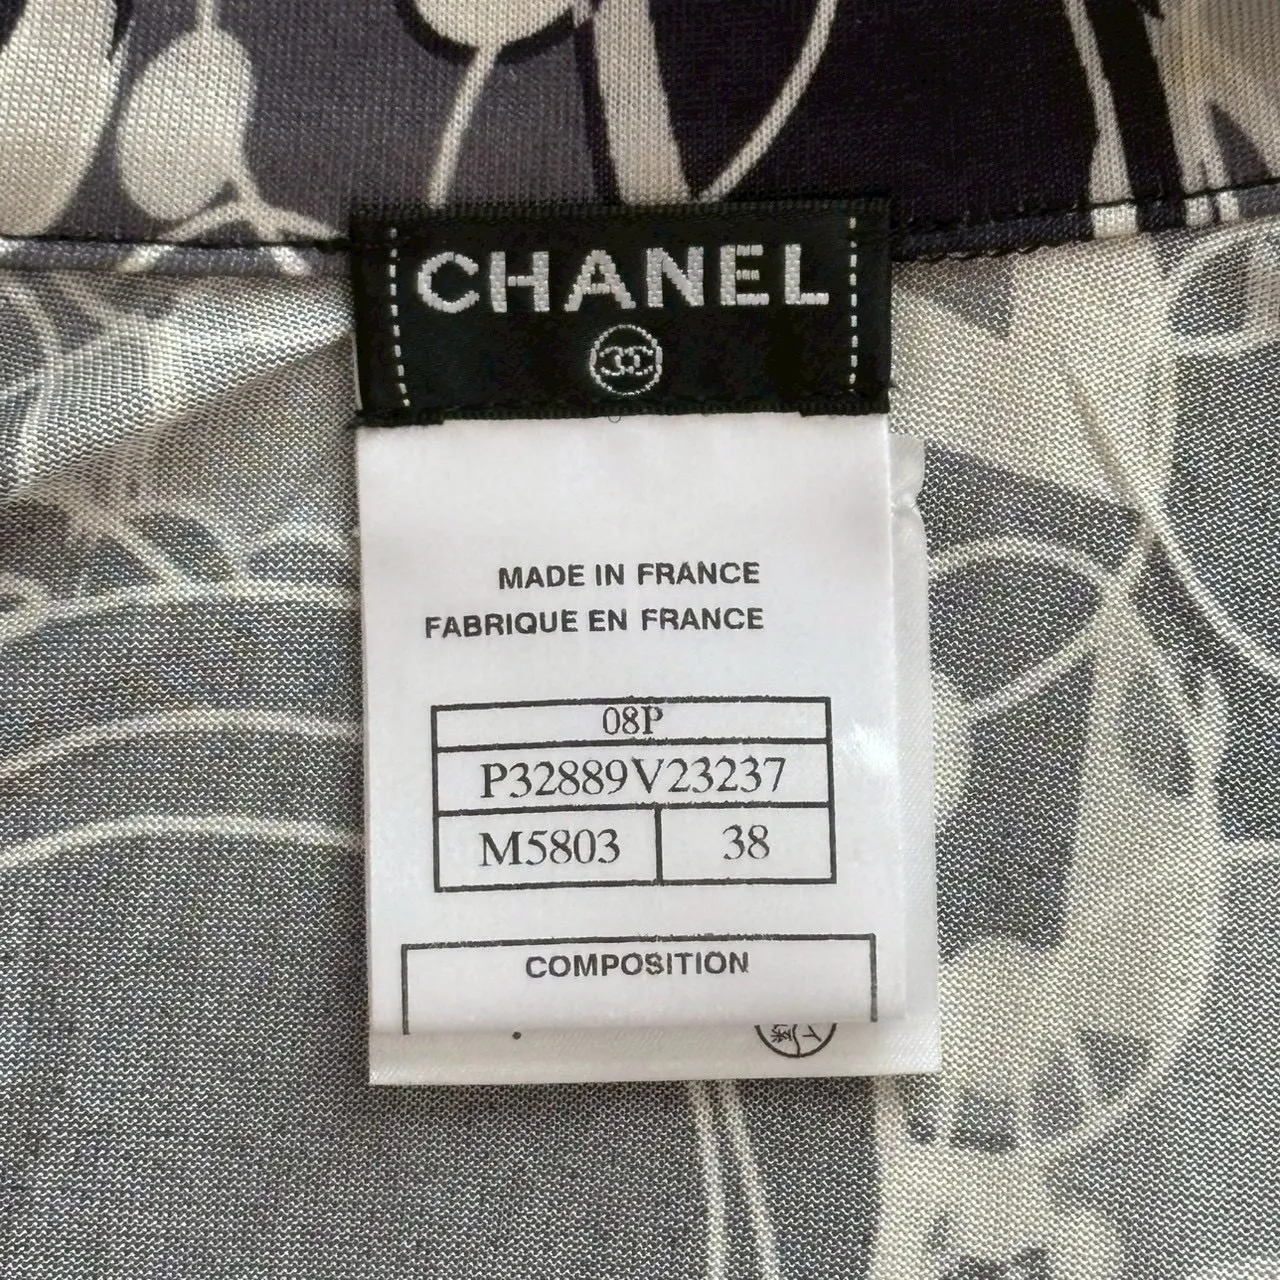 CHANEL
MADE IN FRANCE
FABRIQUE EN FRANCE
08P
P32889V23237
M5803 38
COMPOSITION